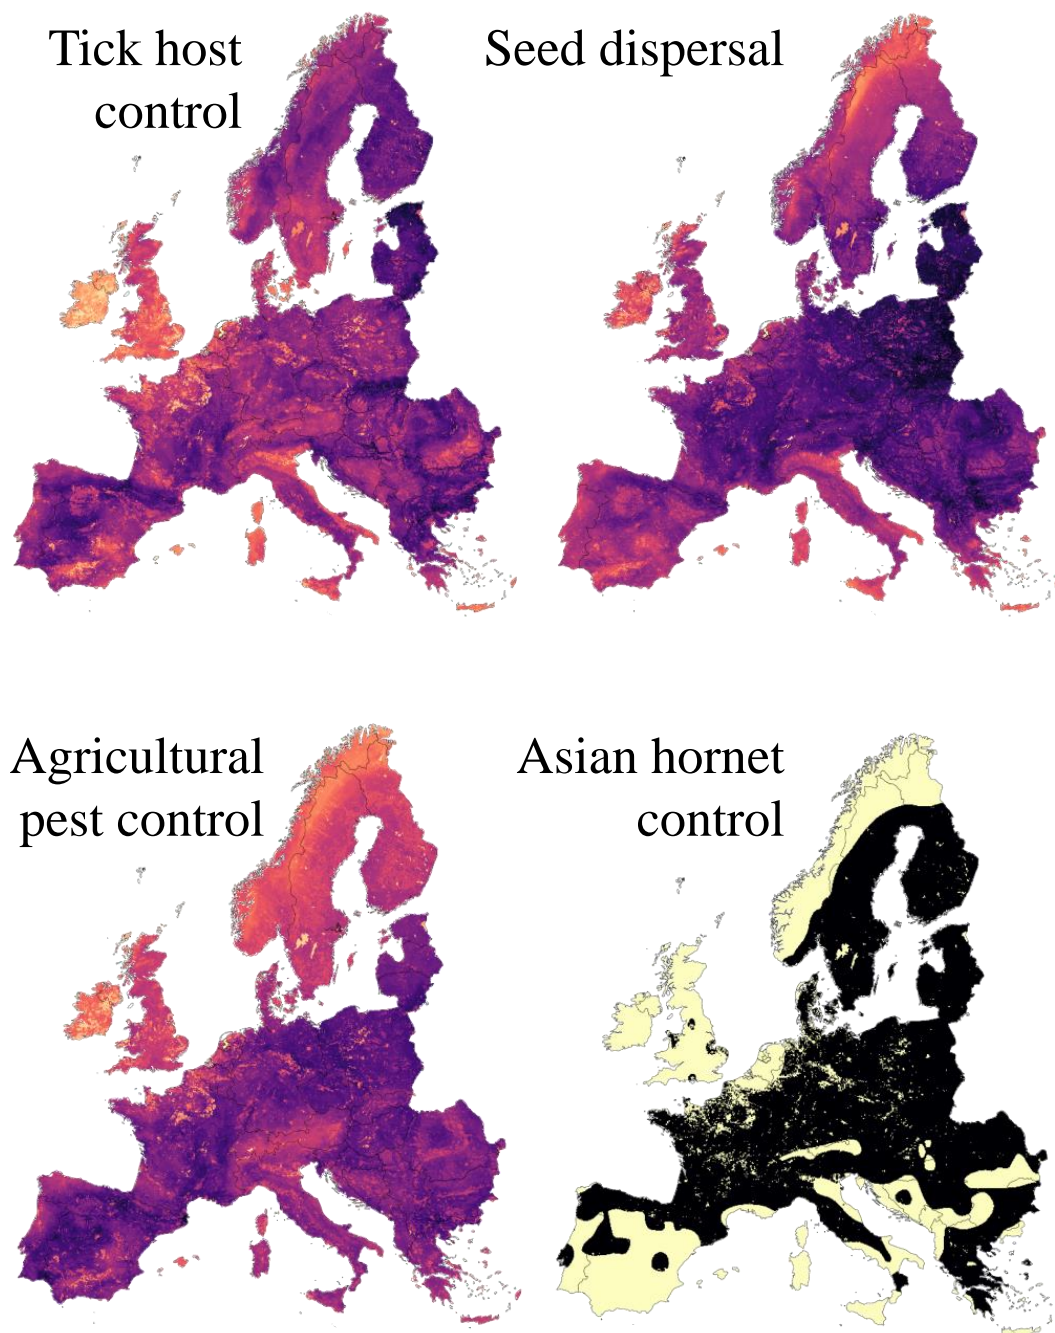 Tick host
control
Seed dispersal
Agricultural
pest control
Asian hornet
control